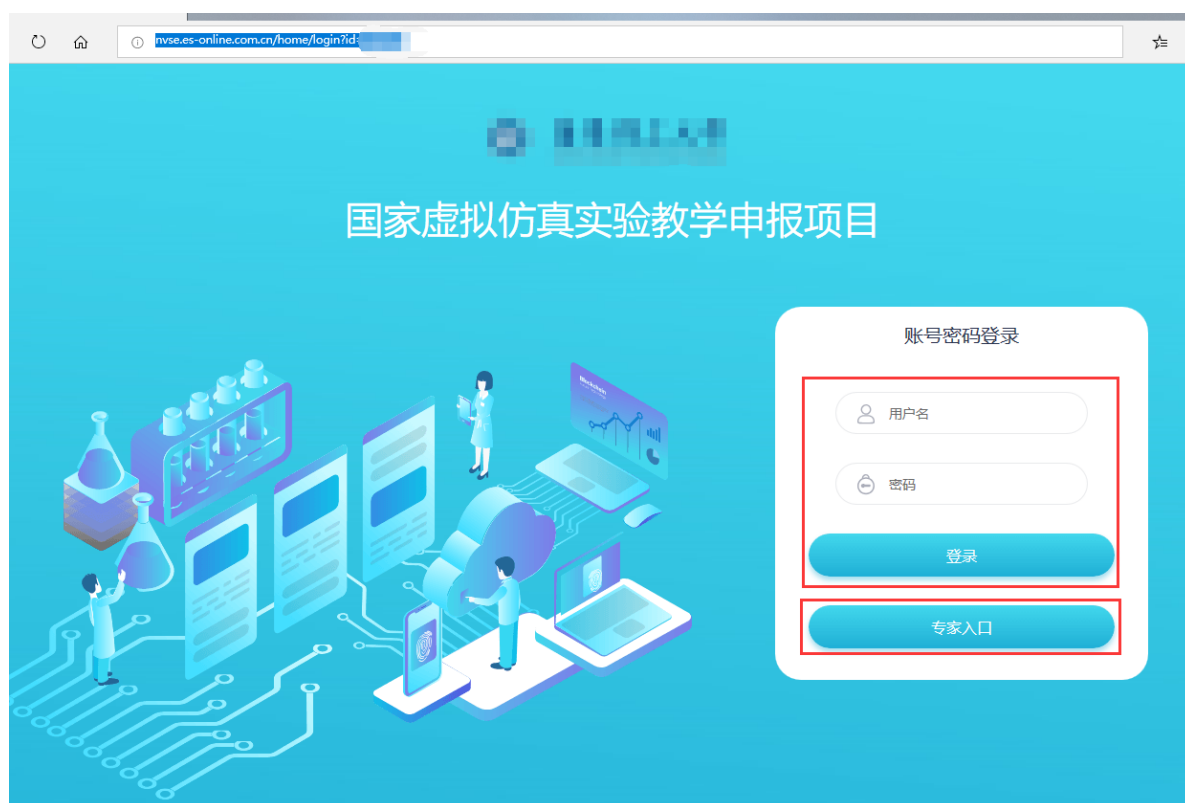 nvse.es-online.com.cn/home/login?id=
国家虚拟仿真实验教学申报项目
账号密码登录
用户名
密码
登录
专家入口
Blockchain